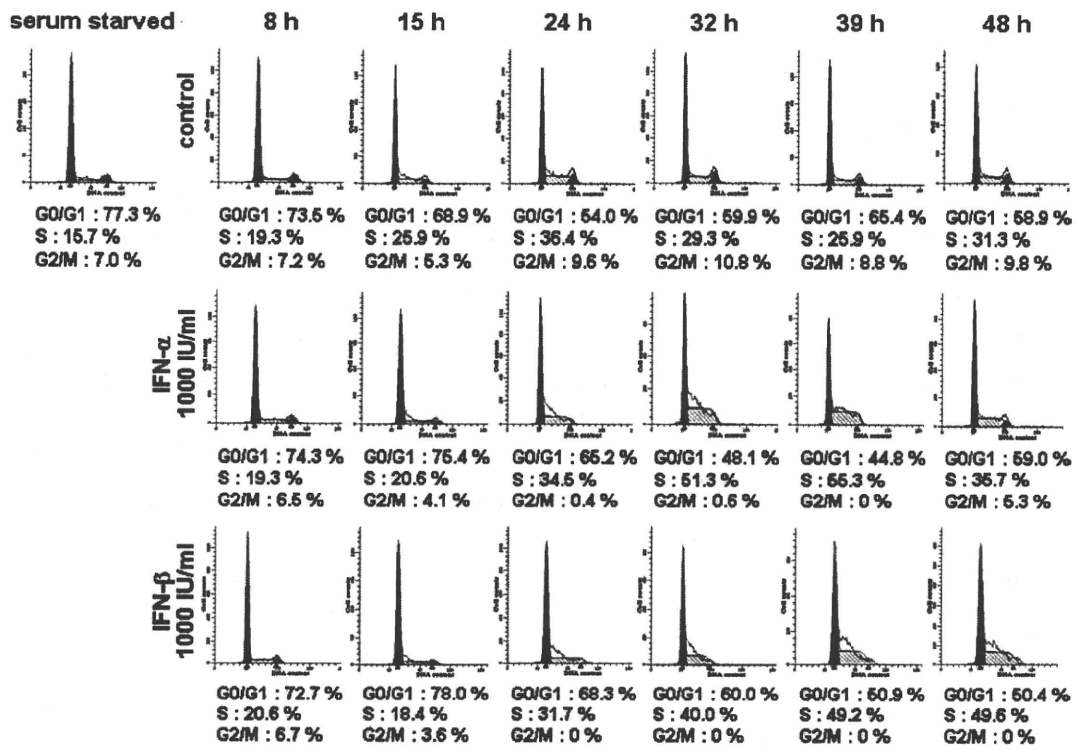 serum starved 8 h 15 h 24 h 32 h 39 h 48 h
control
G0/G1 : 77.3 % G0/G1 : 73.5 % G0/G1 : 68.9 % G0/G1 : 54.0 % G0/G1 : 59.9 % G0/G1 : 65.4 % G0/G1 : 58.9 %
S : 15.7 % S : 19.3 % S : 25.9 % S : 36.4 % S : 29.3 % S : 25.9 % S : 31.3 %
G2/M : 7.0 % G2/M : 7.2 % G2/M : 5.3 % G2/M : 9.6 % G2/M : 10.8 % G2/M : 8.8 % G2/M : 9.8 %
IFN-α
1000 IU/ml
G0/G1 : 74.3 % G0/G1 : 75.4 % G0/G1 : 65.2 % G0/G1 : 48.1 % G0/G1 : 44.8 % G0/G1 : 59.0 %
S : 19.3 % S : 20.6 % S : 34.5 % S : 51.3 % S : 55.3 % S : 35.7 %
G2/M : 6.5 % G2/M : 4.1 % G2/M : 0.4 % G2/M : 0.6 % G2/M : 0 % G2/M : 5.3 %
IFN-β
1000 IU/ml
G0/G1 : 72.7 % G0/G1 : 78.0 % G0/G1 : 68.3 % G0/G1 : 60.0 % G0/G1 : 50.9 % G0/G1 : 50.4 %
S : 20.6 % S : 18.4 % S : 31.7 % S : 40.0 % S : 49.2 % S : 49.6 %
G2/M : 6.7 % G2/M : 3.6 % G2/M : 0 % G2/M : 0 % G2/M : 0 % G2/M : 0 %